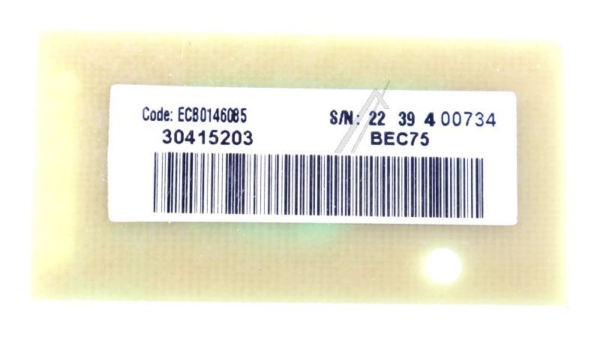 Code: ECB0146085 S/N: 22 39 4 00734
30415203 BEC75